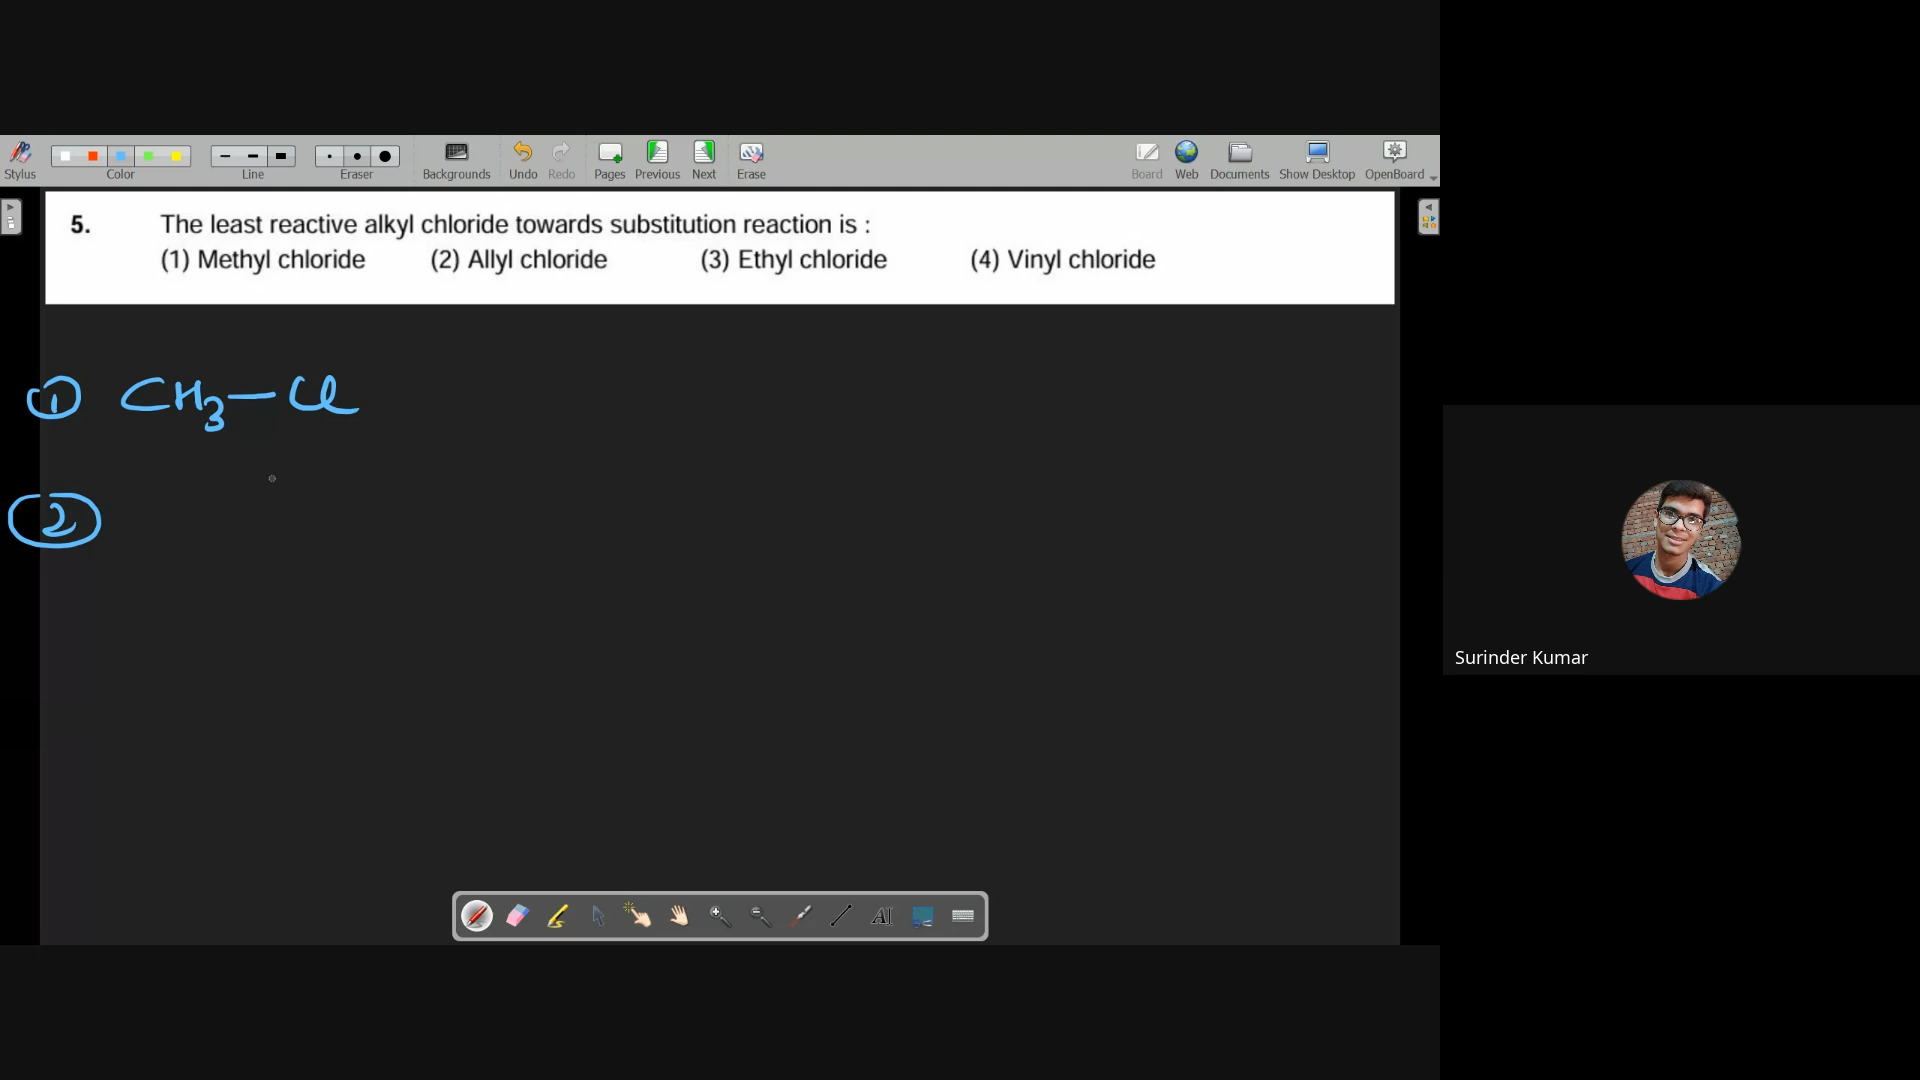 Stylus Color Line Eraser Backgrounds Undo Redo Pages Previous Next Erase Board Web Documents Show Desktop OpenBoard
5. The least reactive alkyl chloride towards substitution reaction is :
(1) Methyl chloride (2) Allyl chloride (3) Ethyl chloride (4) Vinyl chloride
① CH₃—Cl
②
Surinder Kumar
AI